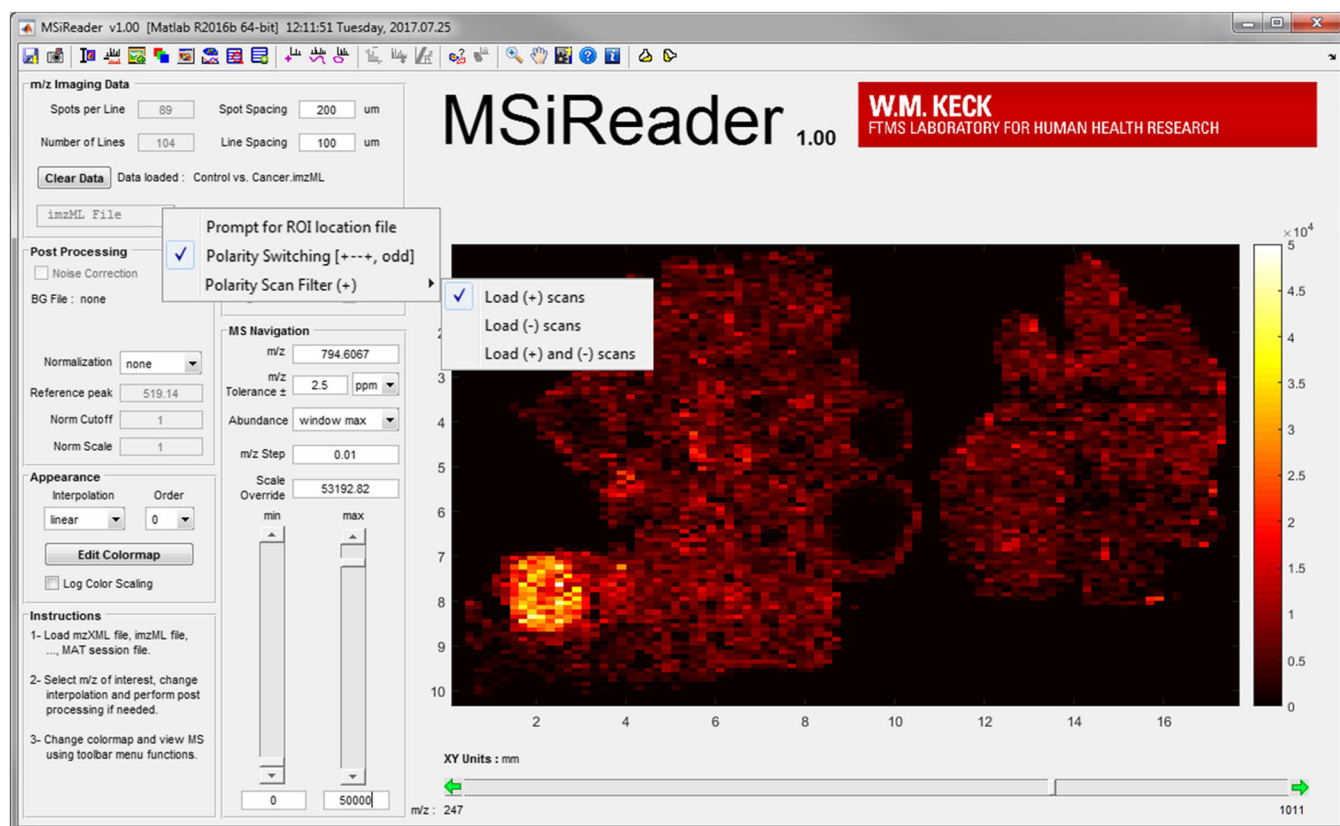 MSiReader v1.00 [Matlab R2016b 64-bit] 12:11:51 Tuesday, 2017.07.25
m/z Imaging Data
Spots per Line 89 Spot Spacing 200 um
Number of Lines 104 Line Spacing 100 um
Clear Data Data loaded : Control vs. Cancer.imzML
imzML File
Prompt for ROI location file
Polarity Switching [+--+, odd]
Polarity Scan Filter (+)
Load (+) scans
Load (-) scans
Load (+) and (-) scans
Post Processing
Noise Correction
BG File : none
Normalization none
Reference peak 519.14
Norm Cutoff 1
Norm Scale 1
Appearance
Interpolation Order
linear 0
Edit Colormap
Log Color Scaling
Instructions
1- Load mzXML file, imzML file,
..., MAT session file.
2- Select m/z of interest, change
interpolation and perform post
processing if needed.
3- Change colormap and view MS
using toolbar menu functions.
MS Navigation
m/z 794.6067
m/z
Tolerance ± 2.5 ppm
Abundance window max
m/z Step 0.01
Scale
Override 53192.82
min max
0 50000
MSiReader 1.00
W.M. KECK
FTMS LABORATORY FOR HUMAN HEALTH RESEARCH
×10⁴
5
4.5
4
3.5
3
2.5
2
1.5
1
0.5
0
2
3
4
5
6
7
8
9
10
2 4 6 8 10 12 14 16
XY Units : mm
m/z : 247 1011